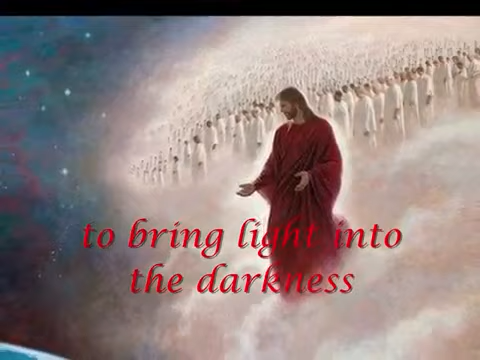 to bring light into
the darkness